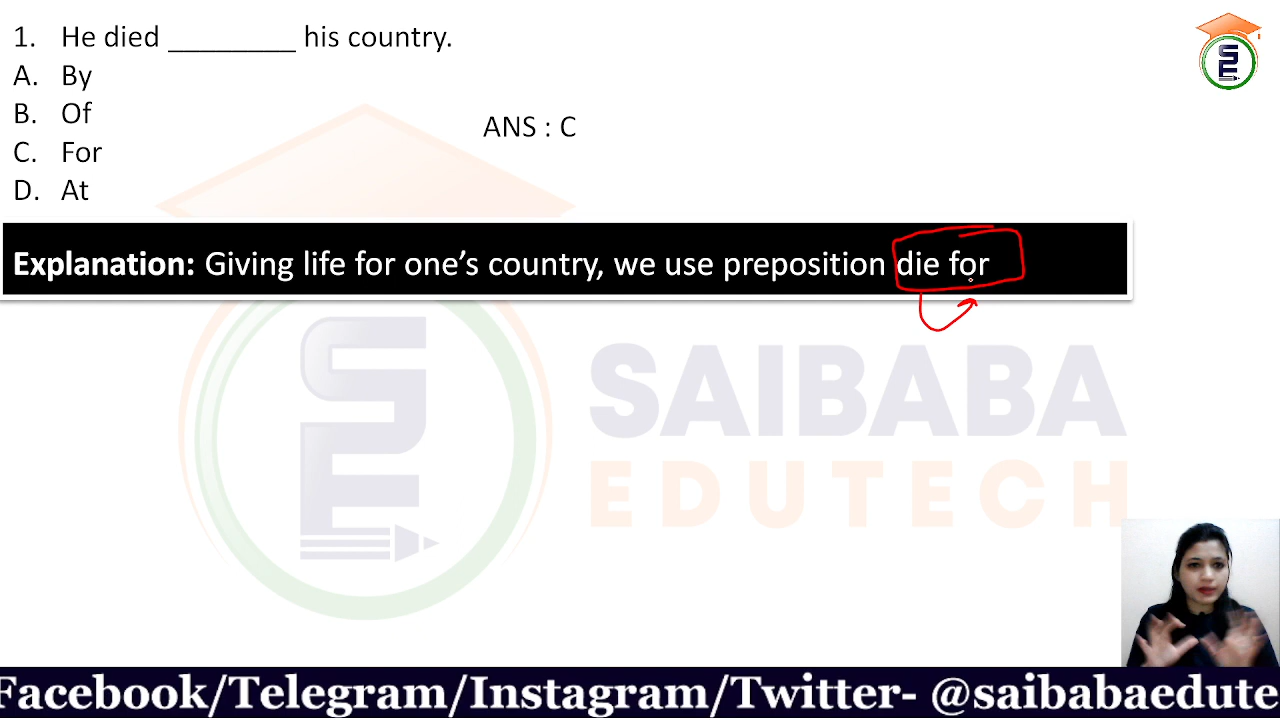 1. He died _________ his country.
A. By
B. Of
C. For
D. At
ANS : C
Explanation: Giving life for one’s country, we use preposition die for
SAIBABA
EDUTECH
Facebook/Telegram/Instagram/Twitter- @saibabaedute